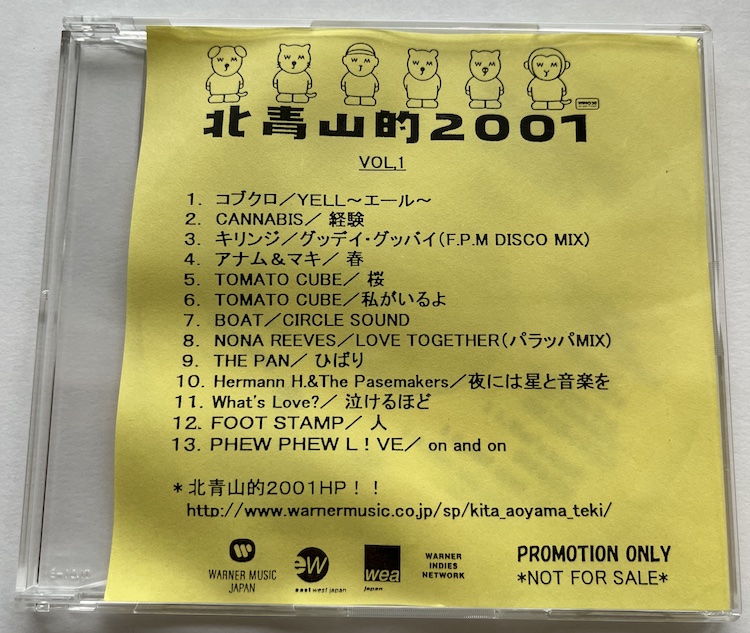 北青山的2001
VOL,1
1. コブクロ/YELL~エール~
2. CANNABIS/ 経験
3. キリンジ/グッデイ・グッバイ(F.P.M DISCO MIX)
4. アナム&マキ/ 春
5. TOMATO CUBE/ 桜
6. TOMATO CUBE/私がいるよ
7. BOAT/CIRCLE SOUND
8. NONA REEVES/LOVE TOGETHER(パラッパMIX)
9. THE PAN/ ひばり
10. Hermann H.&The Pasemakers/夜には星と音楽を
11. What's Love?/ 泣けるほど
12. FOOT STAMP/ 人
13. PHEW PHEW L!VE/ on and on
*北青山的2001HP!!
http://www.warnermusic.co.jp/sp/kita_aoyama_teki/
WARNER MUSIC
JAPAN
eW
east west japan
wea
japan
WARNER
INDIES
NETWORK
PROMOTION ONLY
*NOT FOR SALE*